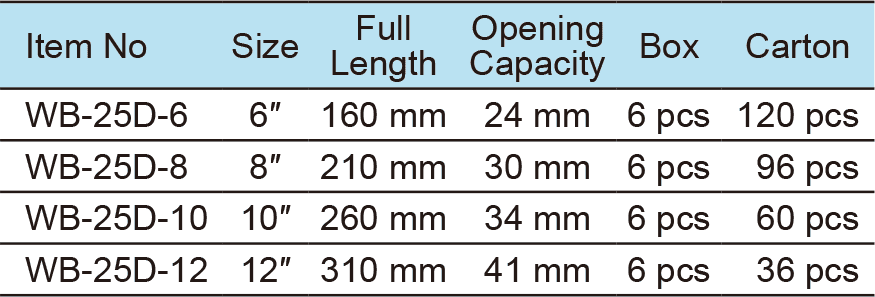 Item No Size Full Length Opening Capacity Box Carton
WB-25D-6 6″ 160 mm 24 mm 6 pcs 120 pcs
WB-25D-8 8″ 210 mm 30 mm 6 pcs 96 pcs
WB-25D-10 10″ 260 mm 34 mm 6 pcs 60 pcs
WB-25D-12 12″ 310 mm 41 mm 6 pcs 36 pcs